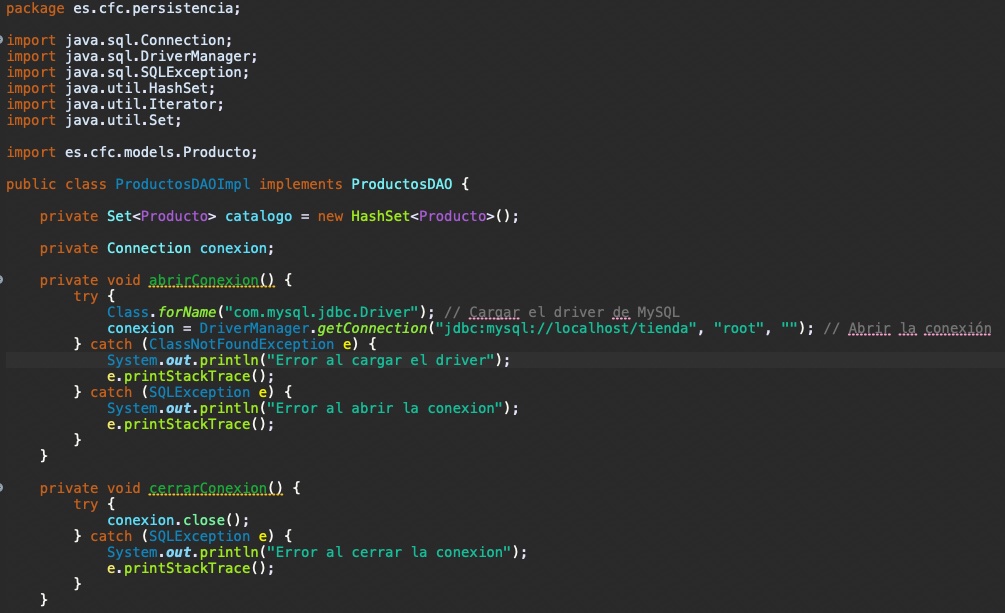 package es.cfc.persistencia;
import java.sql.Connection;
import java.sql.DriverManager;
import java.sql.SQLException;
import java.util.HashSet;
import java.util.Iterator;
import java.util.Set;
import es.cfc.models.Producto;
public class ProductosDAOImpl implements ProductosDAO {
    private Set<Producto> catalogo = new HashSet<Producto>();
    private Connection conexion;
    private void abrirConexion() {
        try {
            Class.forName("com.mysql.jdbc.Driver"); // Cargar el driver de MySQL
            conexion = DriverManager.getConnection("jdbc:mysql://localhost/tienda", "root", ""); // Abrir la conexión
        } catch (ClassNotFoundException e) {
            System.out.println("Error al cargar el driver");
            e.printStackTrace();
        } catch (SQLException e) {
            System.out.println("Error al abrir la conexion");
            e.printStackTrace();
        }
    }
    private void cerrarConexion() {
        try {
            conexion.close();
        } catch (SQLException e) {
            System.out.println("Error al cerrar la conexion");
            e.printStackTrace();
        }
    }